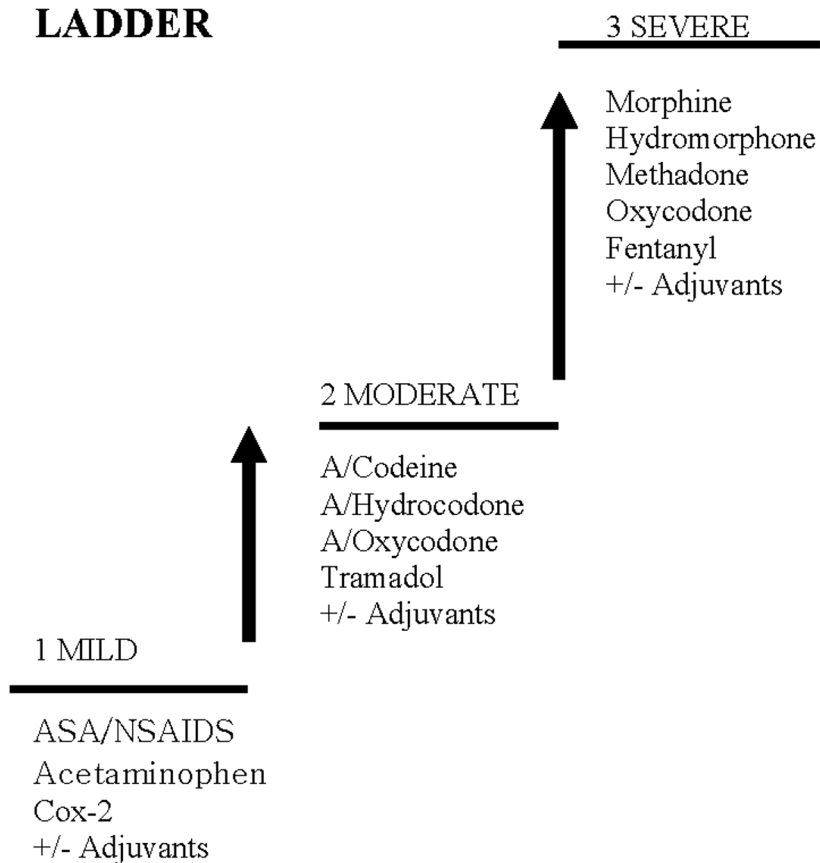 LADDER
3 SEVERE
Morphine
Hydromorphone
Methadone
Oxycodone
Fentanyl
+/- Adjuvants
2 MODERATE
A/Codeine
A/Hydrocodone
A/Oxycodone
Tramadol
+/- Adjuvants
1 MILD
ASA/NSAIDS
Acetaminophen
Cox-2
+/- Adjuvants